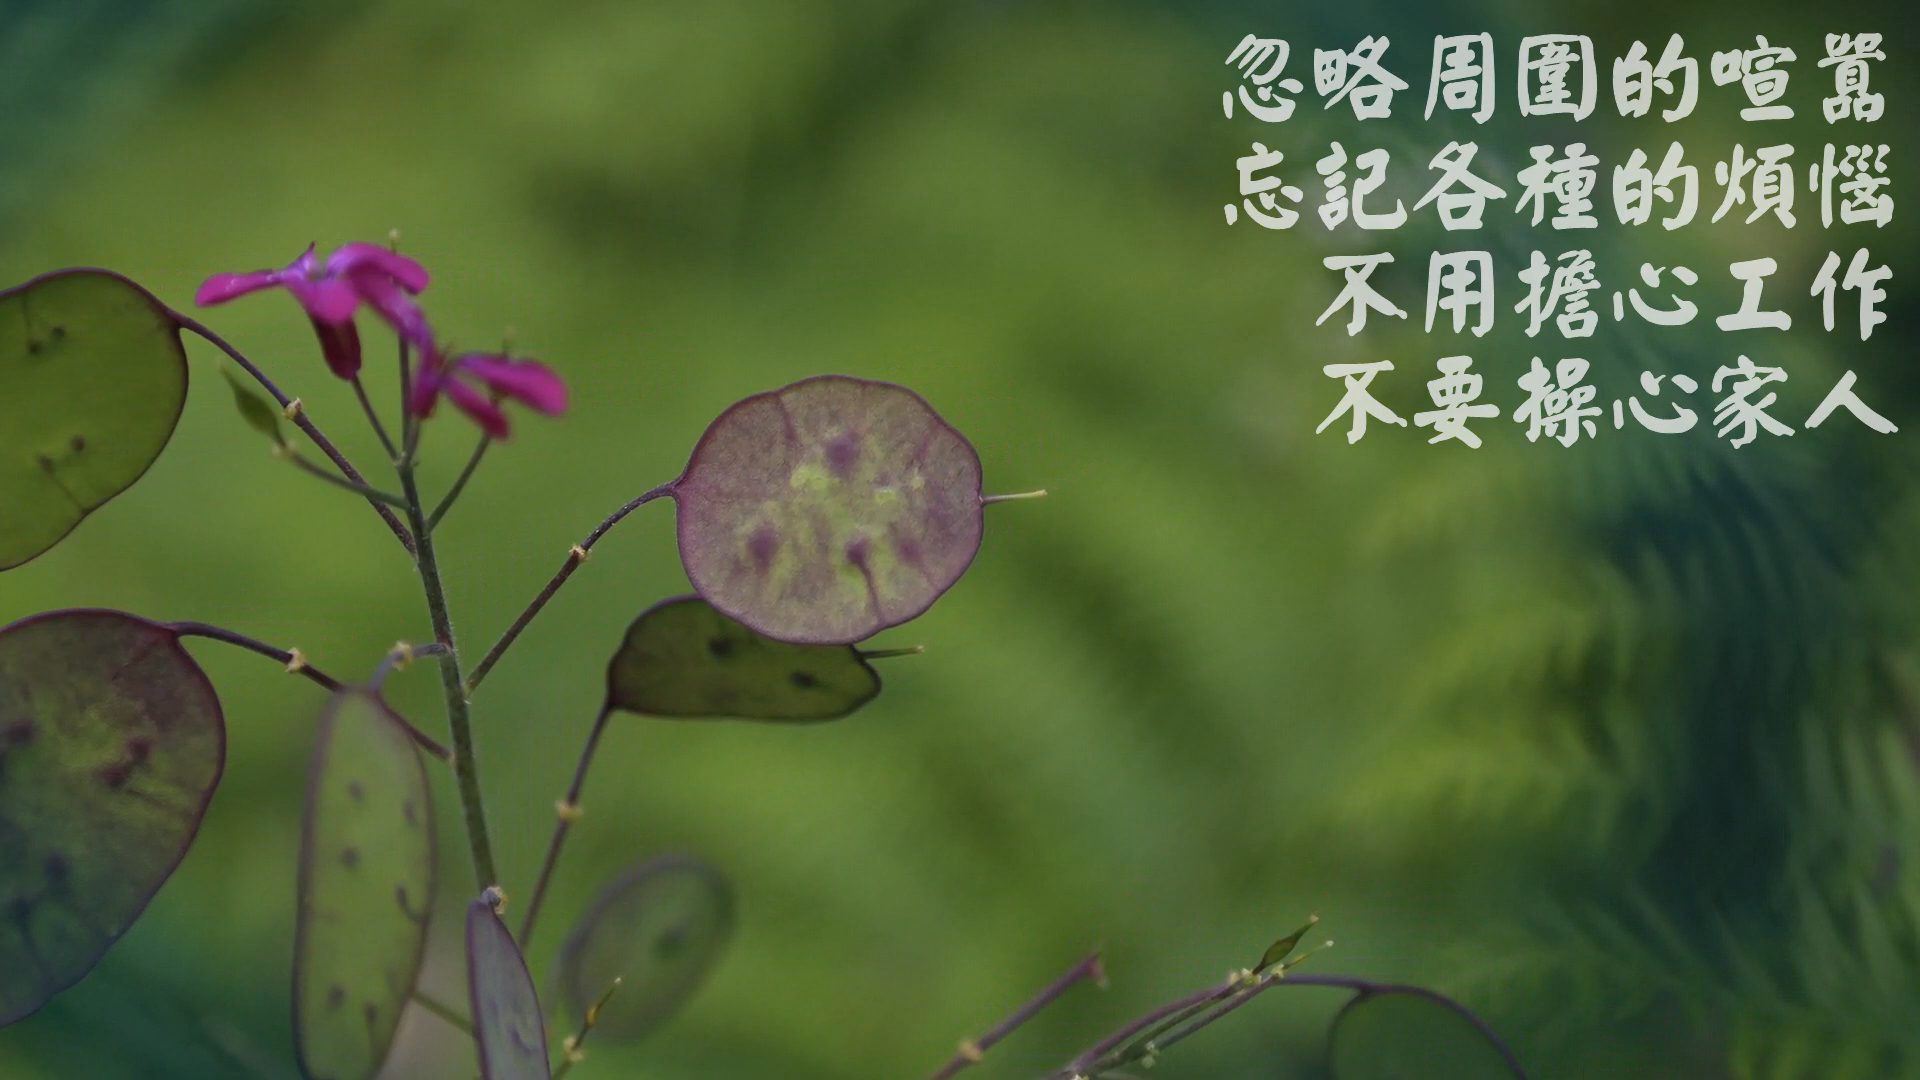 忽略周圍的喧囂
忘記各種的煩惱
不用擔心工作
不要操心家人